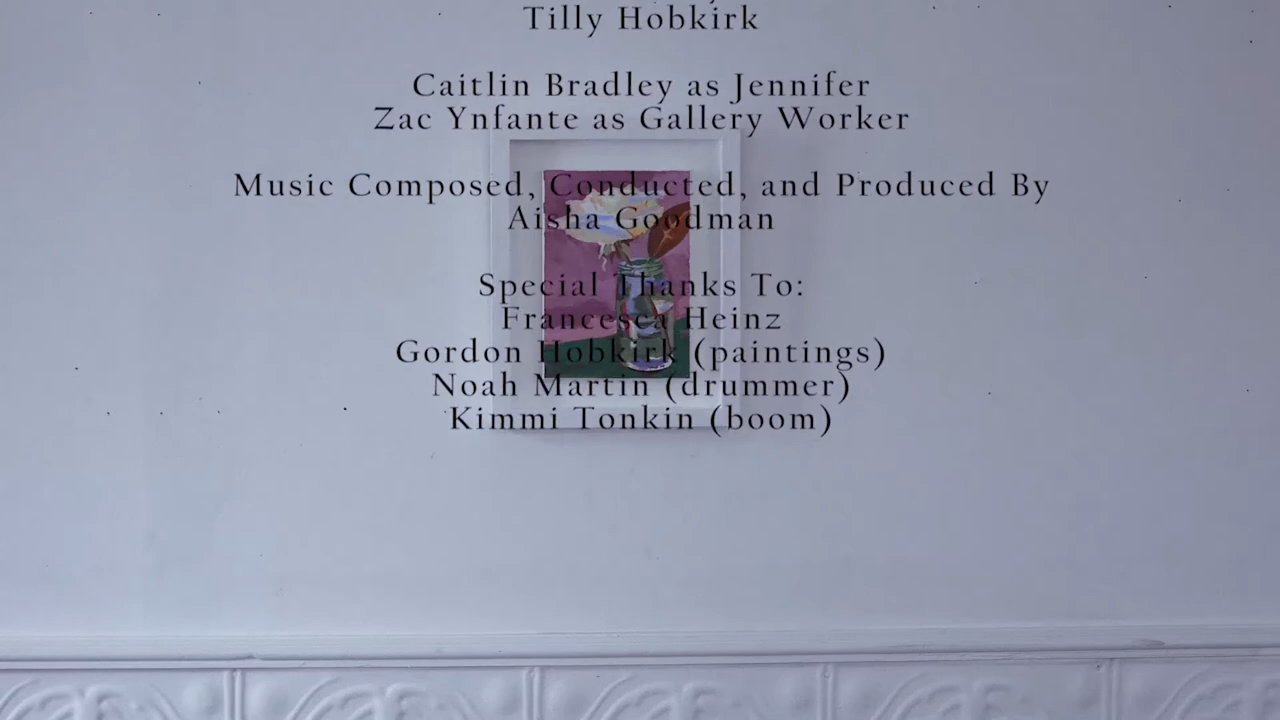 Tilly Hobkirk
Caitlin Bradley as Jennifer
Zac Ynfante as Gallery Worker
Music Composed, Conducted, and Produced By
Aisha Goodman
Special Thanks To:
Francesca Heinz
Gordon Hobkirk (paintings)
Noah Martin (drummer)
Kimmi Tonkin (boom)